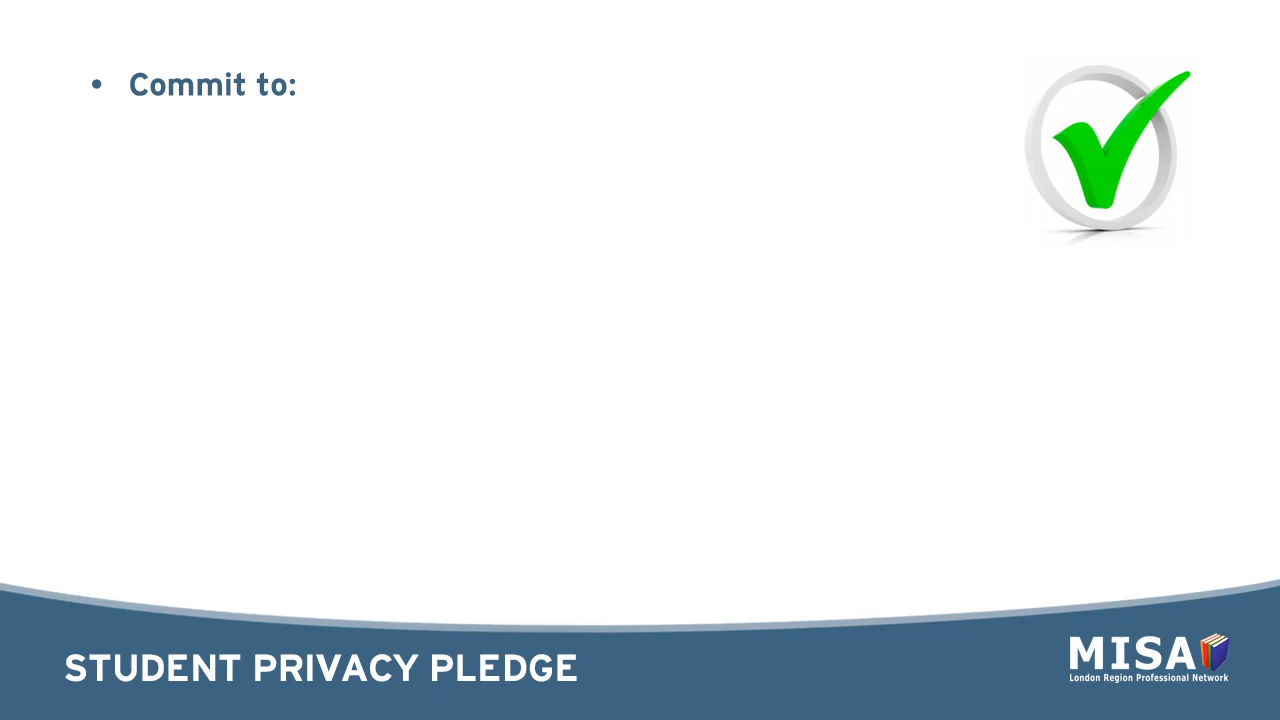 • Commit to:
STUDENT PRIVACY PLEDGE
MISA
London Region Professional Network